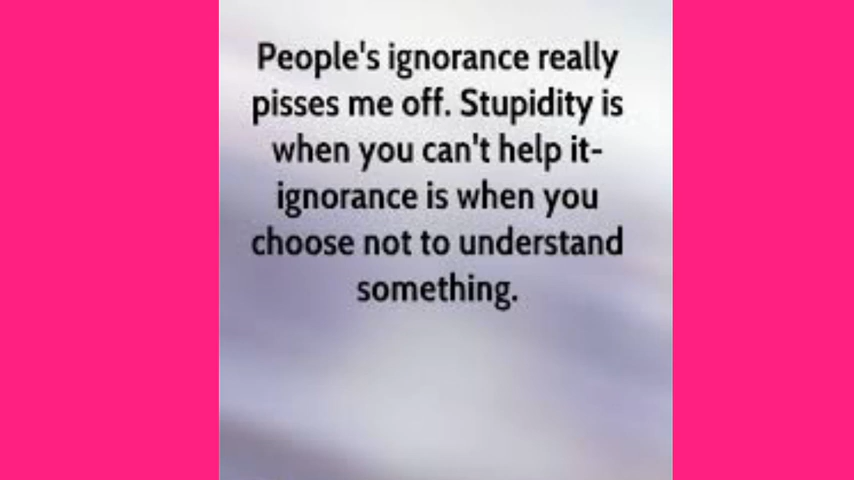 People's ignorance really
pisses me off. Stupidity is
when you can't help it-
ignorance is when you
choose not to understand
something.